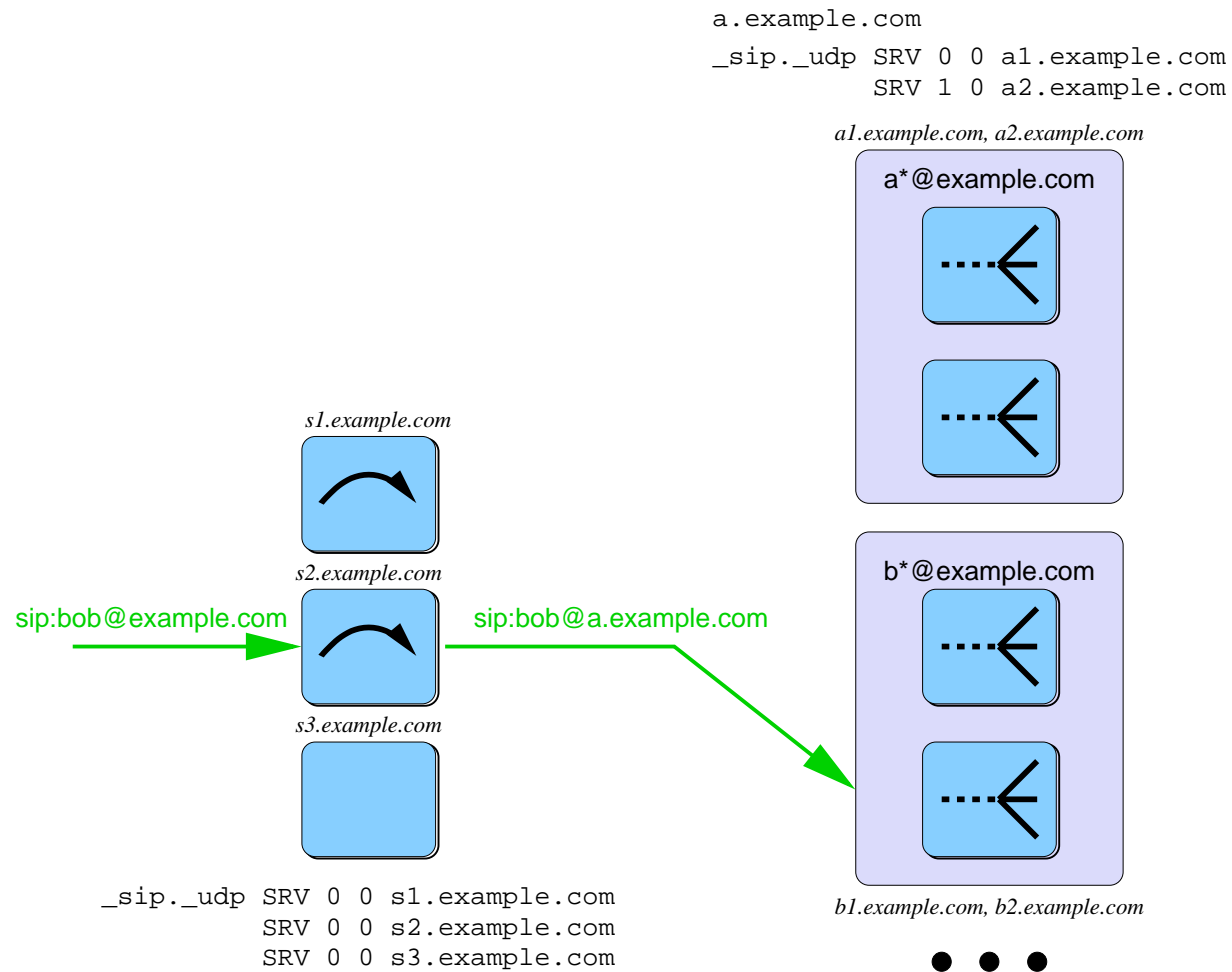 a.example.com
_sip._udp SRV 0 0 a1.example.com
SRV 1 0 a2.example.com
a1.example.com, a2.example.com
a*@example.com
s1.example.com
s2.example.com
b*@example.com
sip:bob@example.com
sip:bob@a.example.com
s3.example.com
_sip._udp SRV 0 0 s1.example.com
SRV 0 0 s2.example.com
SRV 0 0 s3.example.com
b1.example.com, b2.example.com